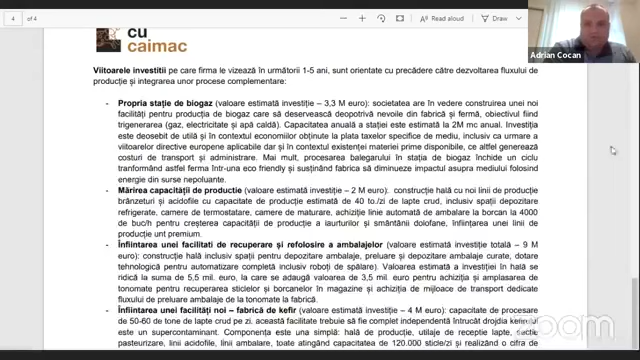 4 of 4
Read aloud
Draw
cu
caimac
Adrian Cocan
Viitoarele investiții pe care firma le vizează în următorii 1-5 ani, sunt orientate cu precădere către dezvoltarea fluxului de
producție și integrarea unor procese complementare:
- Propria stație de biogaz (valoare estimată investiție – 3,3 M euro): societatea are în vedere construirea unei noi
facilități pentru producția de biogaz care să deservească deopotrivă nevoile din fabrică și fermă, obiectivul fiind
trigenerarea (gaz, electricitate și apă caldă). Capacitatea anuală a stației este estimată la 2M mc anual. Investiția
este deosebit de utilă și în contextul economiilor obținute la plata taxelor specifice de mediu, inclusiv ca urmare a
viitoarelor directive europene aplicabile dar și în contextul existenței materiei prime disponibile, ce altfel generează
costuri de transport și administrare. Mai mult, procesarea balegarului în stația de biogaz închide un ciclu
tranformând astfel ferma într-una eco friendly și susținând fabrica să diminueze impactul asupra mediului folosind
energie din surse nepoluante.
- Mărirea capacității de productie (valoare estimată investiție – 2 M euro): construcție hală cu noi linii de producție
brânzeturi și acidofile cu capacitate de producție estimată de 40 to./zi de lapte crud, inclusiv spații depozitare
refrigerate, camere de termostatare, camere de maturare, achiziție linie automată de ambalare la borcan la 4000
de buc/h pentru creșterea capacității de producție a iaurturilor și smântânii dolofane, înființarea unei linii de
producție unt premium.
- Înființarea unei facilitati de recuperare și refolosire a ambalajelor (valoare estimată investiție totală – 9 M
euro): construcție hală inclusiv spații pentru depozitare ambalaje, preluare și depozitare ambalaje curate, dotare
tehnologică pentru automatizare completă inclusiv roboți de spălare). Valoarea estimată a investiției în hală se
ridică la suma de 5,5 mil. euro, la care se adaugă valoarea de 3,5 mil. euro pentru achiziția și amplasarea de
tonomate pentru recuperarea sticlelor și borcanelor în magazine și achiziția de mijloace de transport dedicate
fluxului de preluare ambalaje de la tonomate la fabrică.
- Înființarea unei facilități noi – fabrica de kefir (valoare estimată investiție – 4 M euro): capacitate de procesare
de 50-60 de tone de lapte crud pe zi, această facilitate trebuie să fie complet independentă întrucât drojdia kefirului
este un supercontaminant. Componența este una simplă: hală de producție, utilaje de recepție lapte,
pasteurizare, linii acidofile, linii ambalare, toate atingând capacitatea de 120.000 sticle/zi și realizând o cifra de
zoom